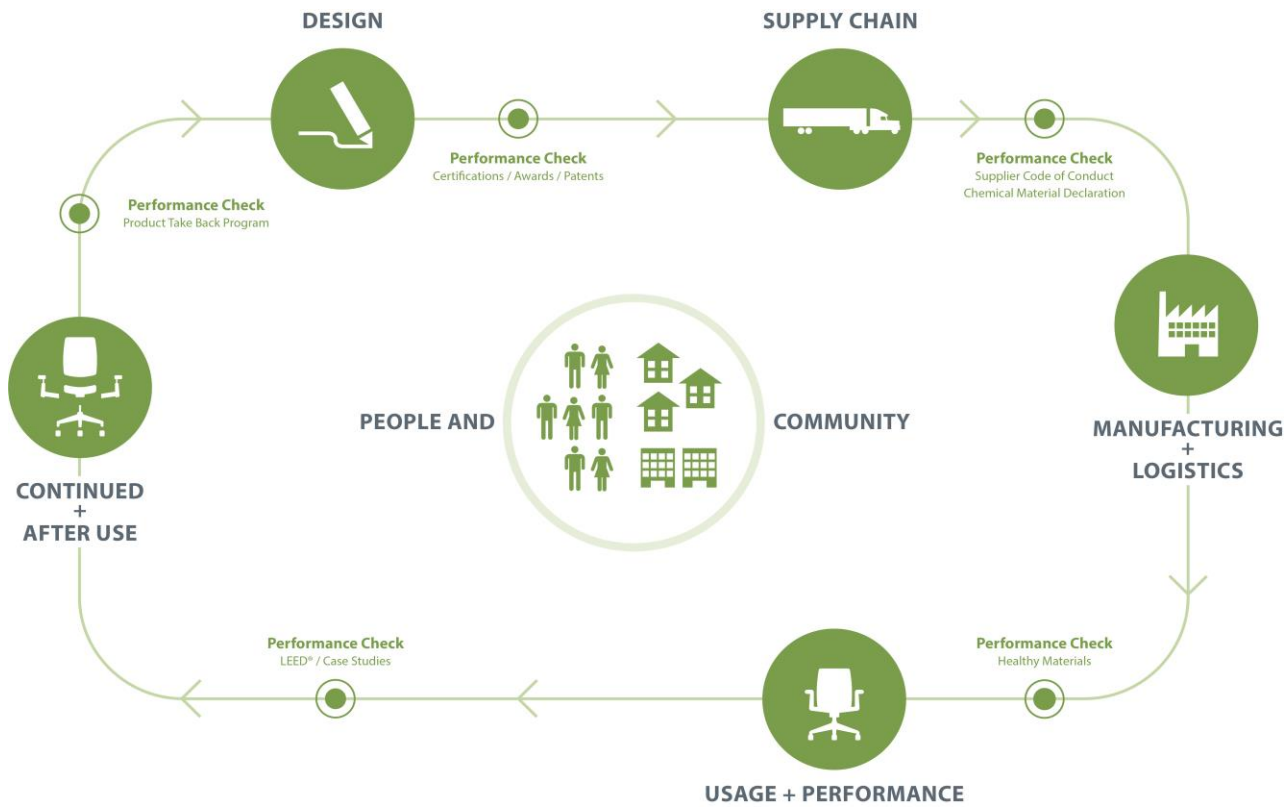 DESIGN
SUPPLY CHAIN
Performance Check
Certifications / Awards / Patents
Performance Check
Supplier Code of Conduct
Chemical Material Declaration
Performance Check
Product Take Back Program
PEOPLE AND
COMMUNITY
MANUFACTURING
+
LOGISTICS
CONTINUED
+
AFTER USE
Performance Check
LEED® / Case Studies
Performance Check
Healthy Materials
USAGE + PERFORMANCE